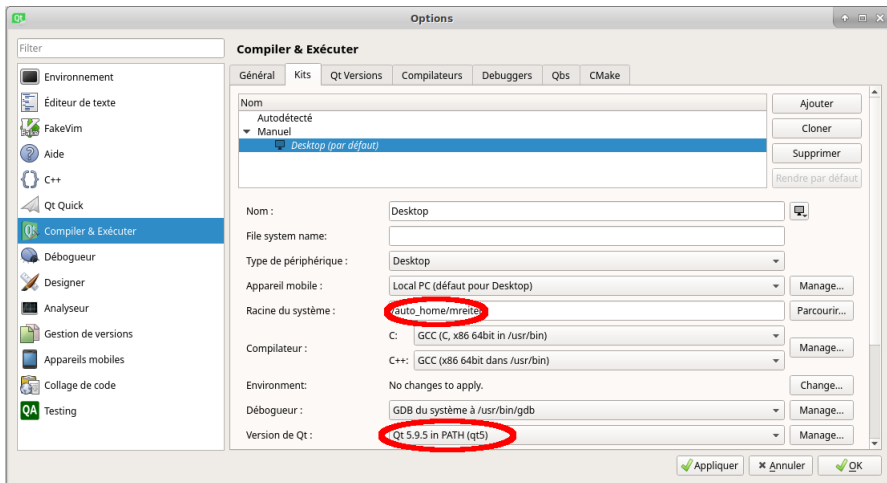 Options
Filter
Compiler & Exécuter
Environnement
Éditeur de texte
FakeVim
Aide
C++
Qt Quick
Compiler & Exécuter
Débogueur
Designer
Analyseur
Gestion de versions
Appareils mobiles
Collage de code
QA Testing
Général Kits Qt Versions Compilateurs Debuggers Qbs CMake
Nom
Autodétecté
Manuel
Desktop (par défaut)
Ajouter
Cloner
Supprimer
Rendre par défaut
Nom : Desktop
File system name:
Type de périphérique : Desktop
Appareil mobile : Local PC (défaut pour Desktop) Manage...
Racine du système : /auto_home/mreite Parcourir...
Compilateur : C: GCC (C, x86 64bit in /usr/bin) Manage...
C++: GCC (x86 64bit dans /usr/bin)
Environment: No changes to apply. Change...
Débogueur : GDB du système à /usr/bin/gdb Manage...
Version de Qt : Qt 5.9.5 in PATH (qt5) Manage...
Appliquer Annuler OK